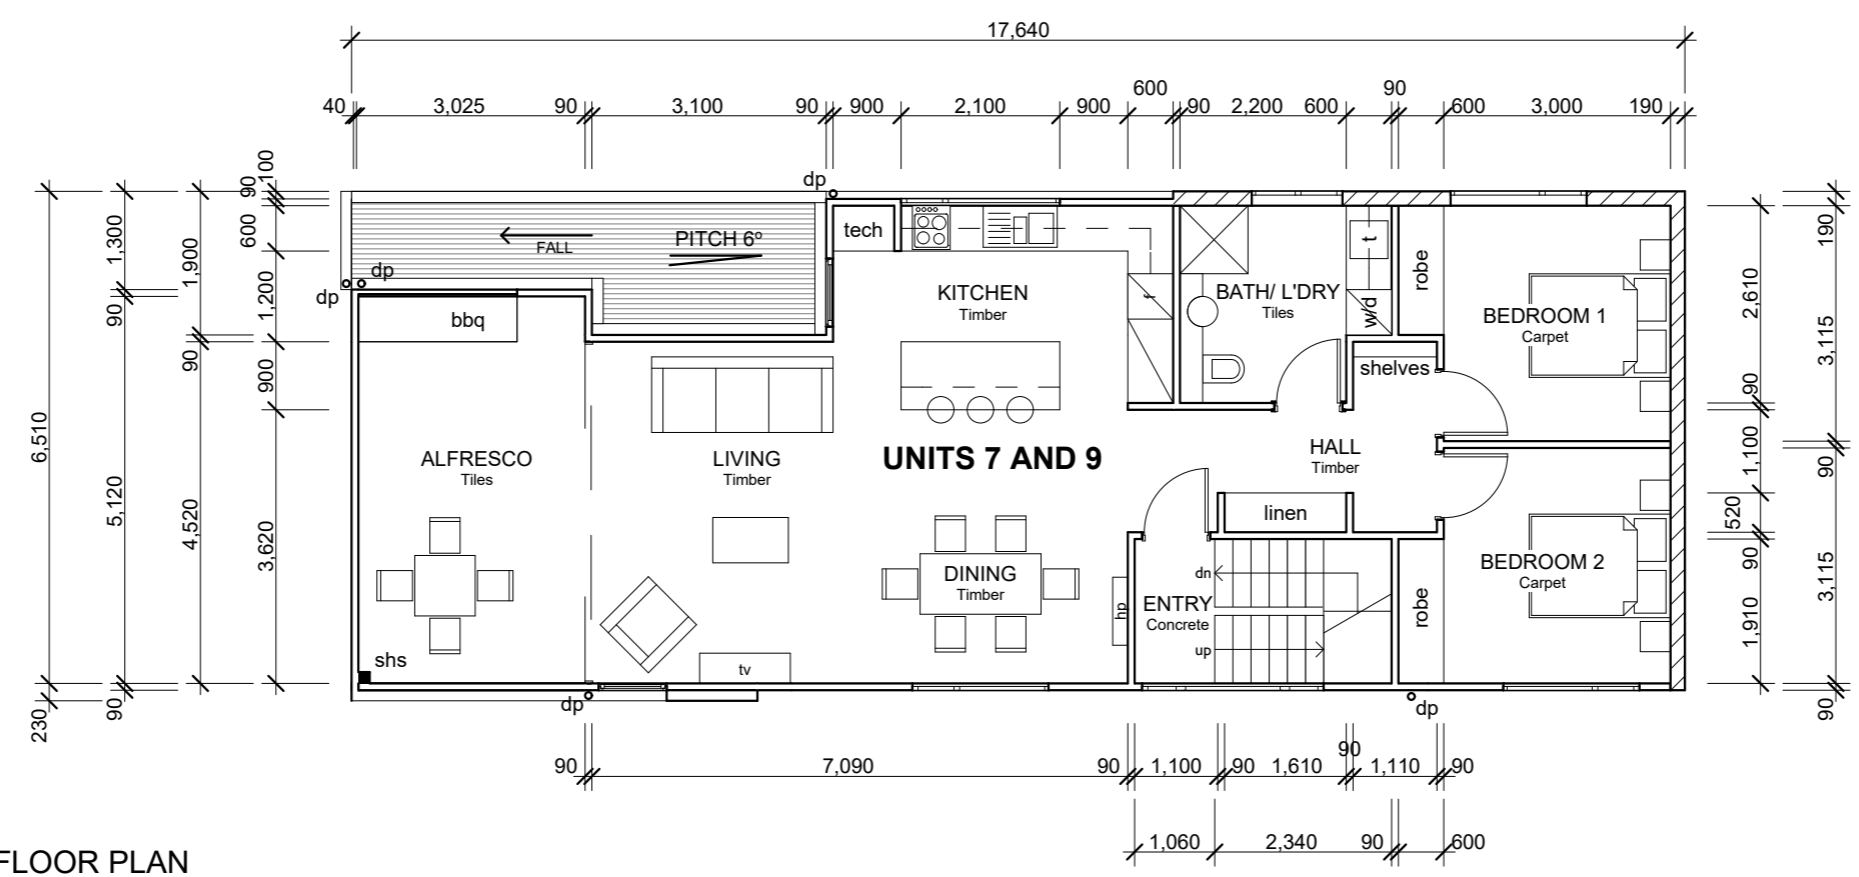 17,640
40 3,025 90 3,100 90 900 2,100 900 600 90 2,200 600 90 600 3,000 190
6,510
230
1,300
90
5,120
90
1,900
90
4,520
100
90
600
1,200
900
3,620
dp
tech
FALL
PITCH 6º
dp
dp
bbq
KITCHEN
Timber
f
BATH/ L'DRY
Tiles
t
w/d
robe
BEDROOM 1
Carpet
shelves
ALFRESCO
Tiles
LIVING
Timber
UNITS 7 AND 9
HALL
Timber
linen
DINING
Timber
hp
ENTRY
Concrete
dn
up
robe
BEDROOM 2
Carpet
shs
tv
dp
dp
2,610
90
1,100
520
90
1,910
190
3,115
90
3,115
90
90 7,090 90 1,100 90 1,610 90 1,110 90
1,060 2,340 90 600
FLOOR PLAN